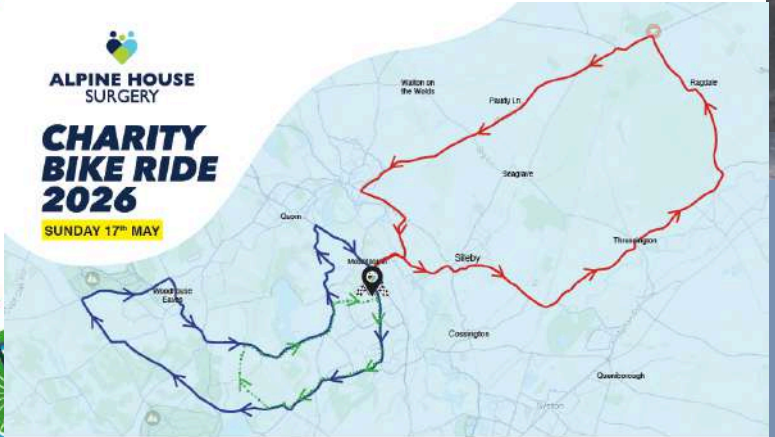 ALPINE HOUSE
SURGERY
CHARITY
BIKE RIDE
2026
SUNDAY 17th MAY
Walton on
the Wolds
Paudy Ln
Ragdale
Seagrave
Quorn
Thrussington
Sileby
Woodhouse
Eaves
Cossington
Queniborough
Syston